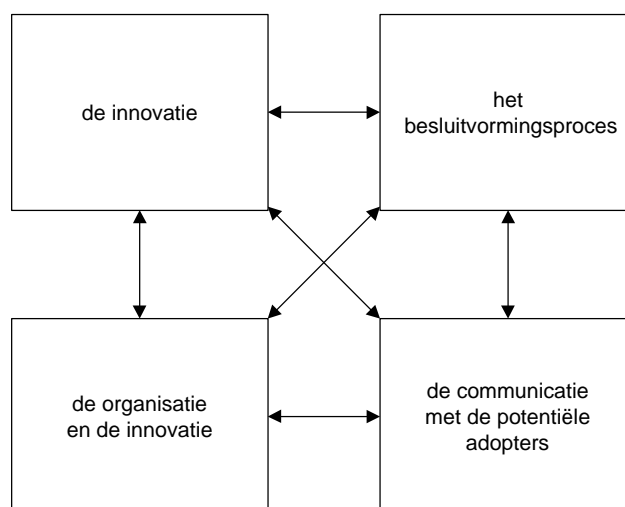 de innovatie
het
besluitvormingsproces
de organisatie
en de innovatie
de communicatie
met de potentiële
adopters